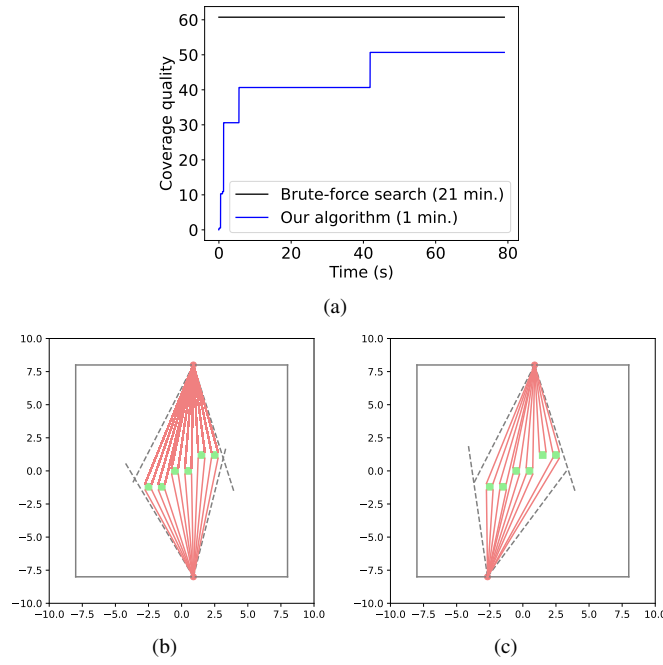 60
50
40
30
20
10
0
Coverage quality
Brute-force search (21 min.)
Our algorithm (1 min.)
0 20 40 60 80
Time (s)
(a)
10.0
7.5
5.0
2.5
0.0
−2.5
−5.0
−7.5
−10.0
−10.0 −7.5 −5.0 −2.5 0.0 2.5 5.0 7.5 10.0
(b)
10.0
7.5
5.0
2.5
0.0
−2.5
−5.0
−7.5
−10.0
−10.0 −7.5 −5.0 −2.5 0.0 2.5 5.0 7.5 10.0
(c)